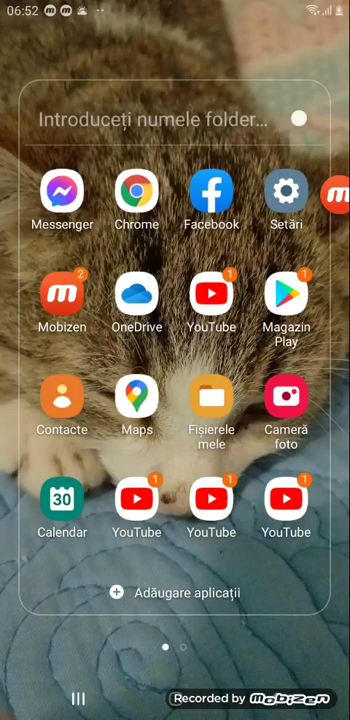 06:52
Introduceți numele folder...
Messenger
Chrome
Facebook
Setări
2
1
1
Mobizen
OneDrive
YouTube
Magazin
Play
Contacte
Maps
Fișierele
mele
Cameră
foto
30
1
1
1
Calendar
YouTube
YouTube
YouTube
Adăugare aplicații
Recorded by mobizen